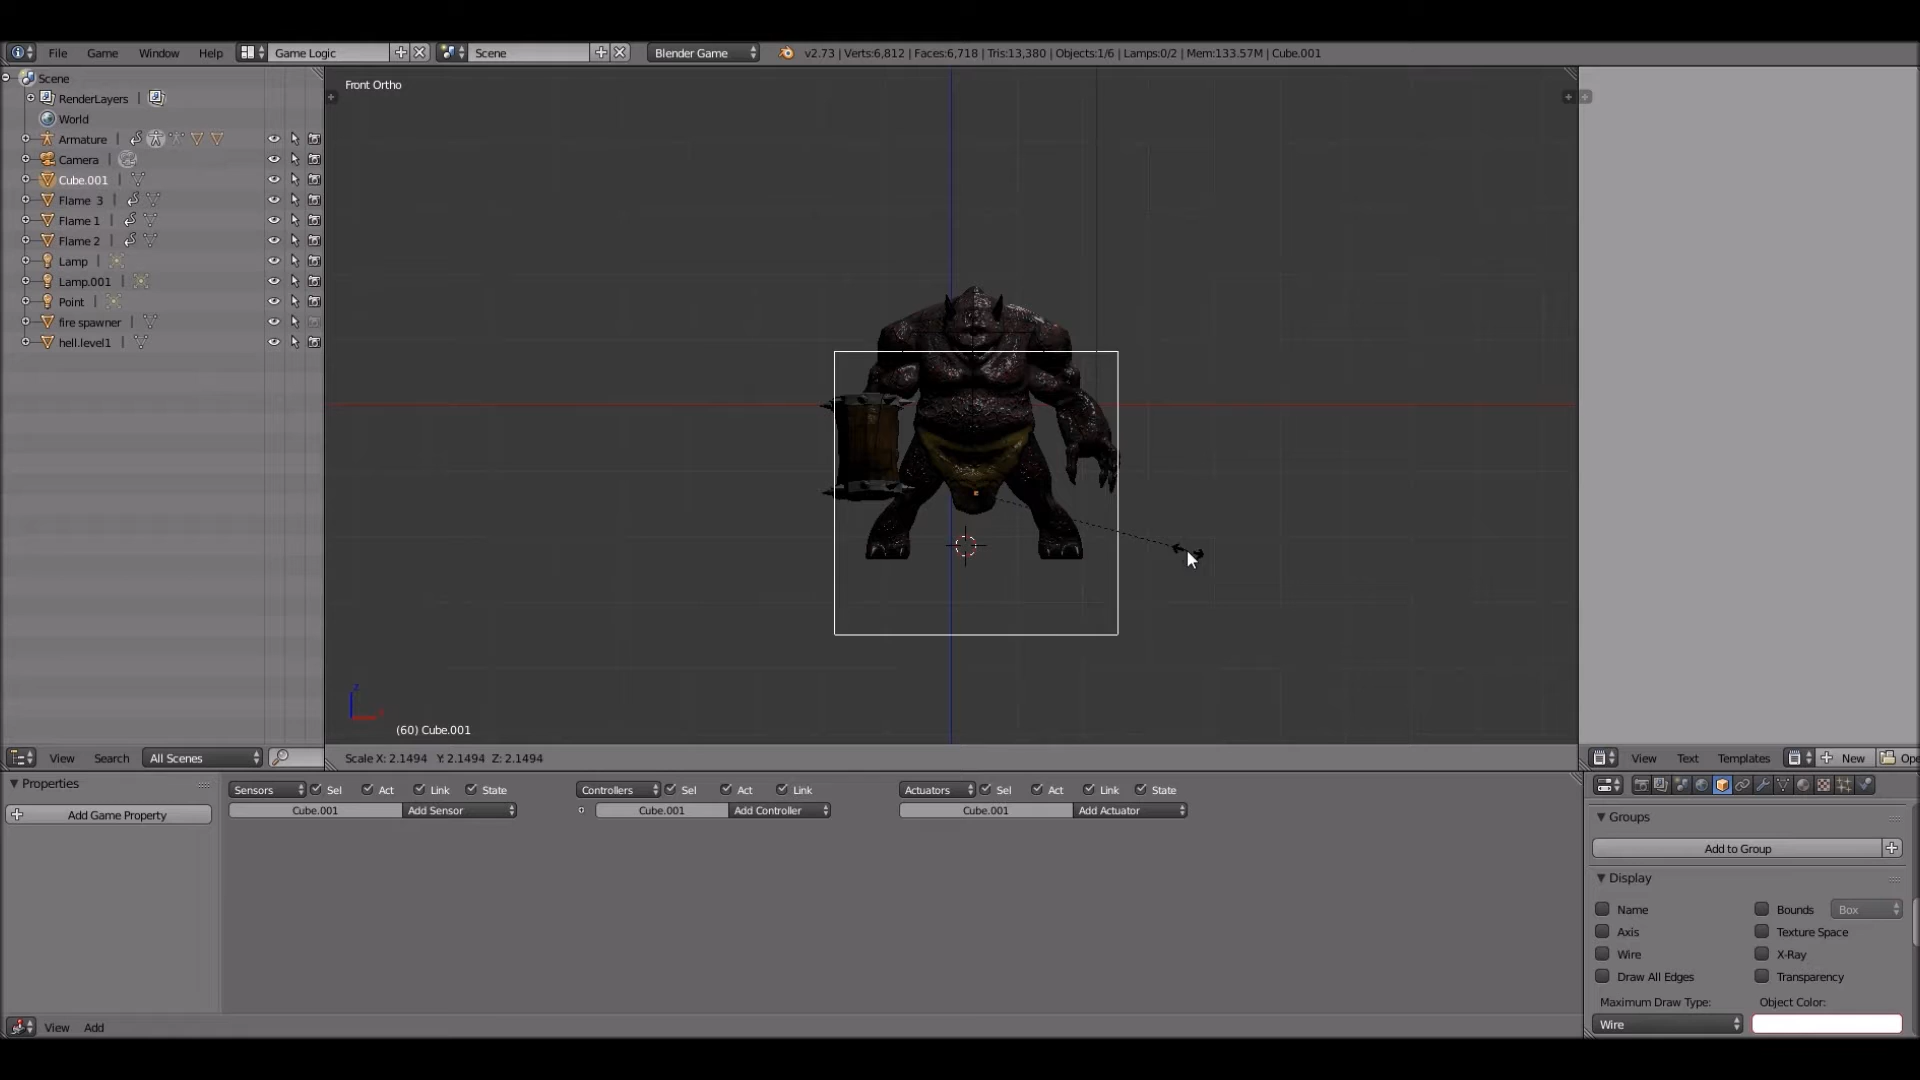 File Game Window Help Game Logic Scene Blender Game v2.73 | Verts:6,812 | Faces:6,718 | Tris:13,380 | Objects:1/6 | Lamps:0/2 | Mem:133.57M | Cube.001
Scene
RenderLayers |
World
Armature |
Camera |
Cube.001 |
Flame 3 |
Flame 1 |
Flame 2 |
Lamp |
Lamp.001 |
Point |
fire spawner |
hell.level1 |
Front Ortho
(60) Cube.001
View Search All Scenes
Scale X: 2.1494 Y: 2.1494 Z: 2.1494
View Text Templates New Ope
Properties
Add Game Property
Sensors Sel Act Link State
Cube.001 Add Sensor
Controllers Sel Act Link
Cube.001 Add Controller
Actuators Sel Act Link State
Cube.001 Add Actuator
View Add
Groups
Add to Group
Display
Name Bounds Box
Axis Texture Space
Wire X-Ray
Draw All Edges Transparency
Maximum Draw Type: Object Color:
Wire